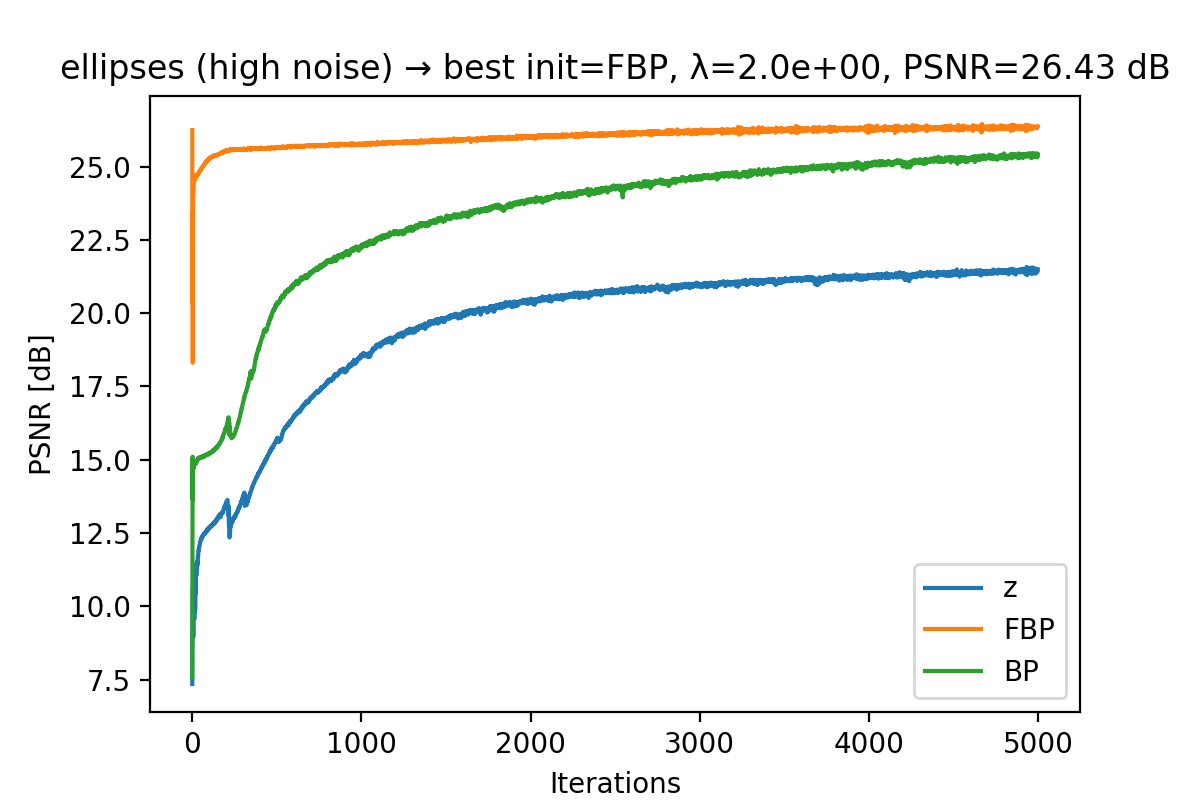 ellipses (high noise) → best init=FBP, λ=2.0e+00, PSNR=26.43 dB
PSNR [dB]
25.0
22.5
20.0
17.5
15.0
12.5
10.0
7.5
z
FBP
BP
0 1000 2000 3000 4000 5000
Iterations